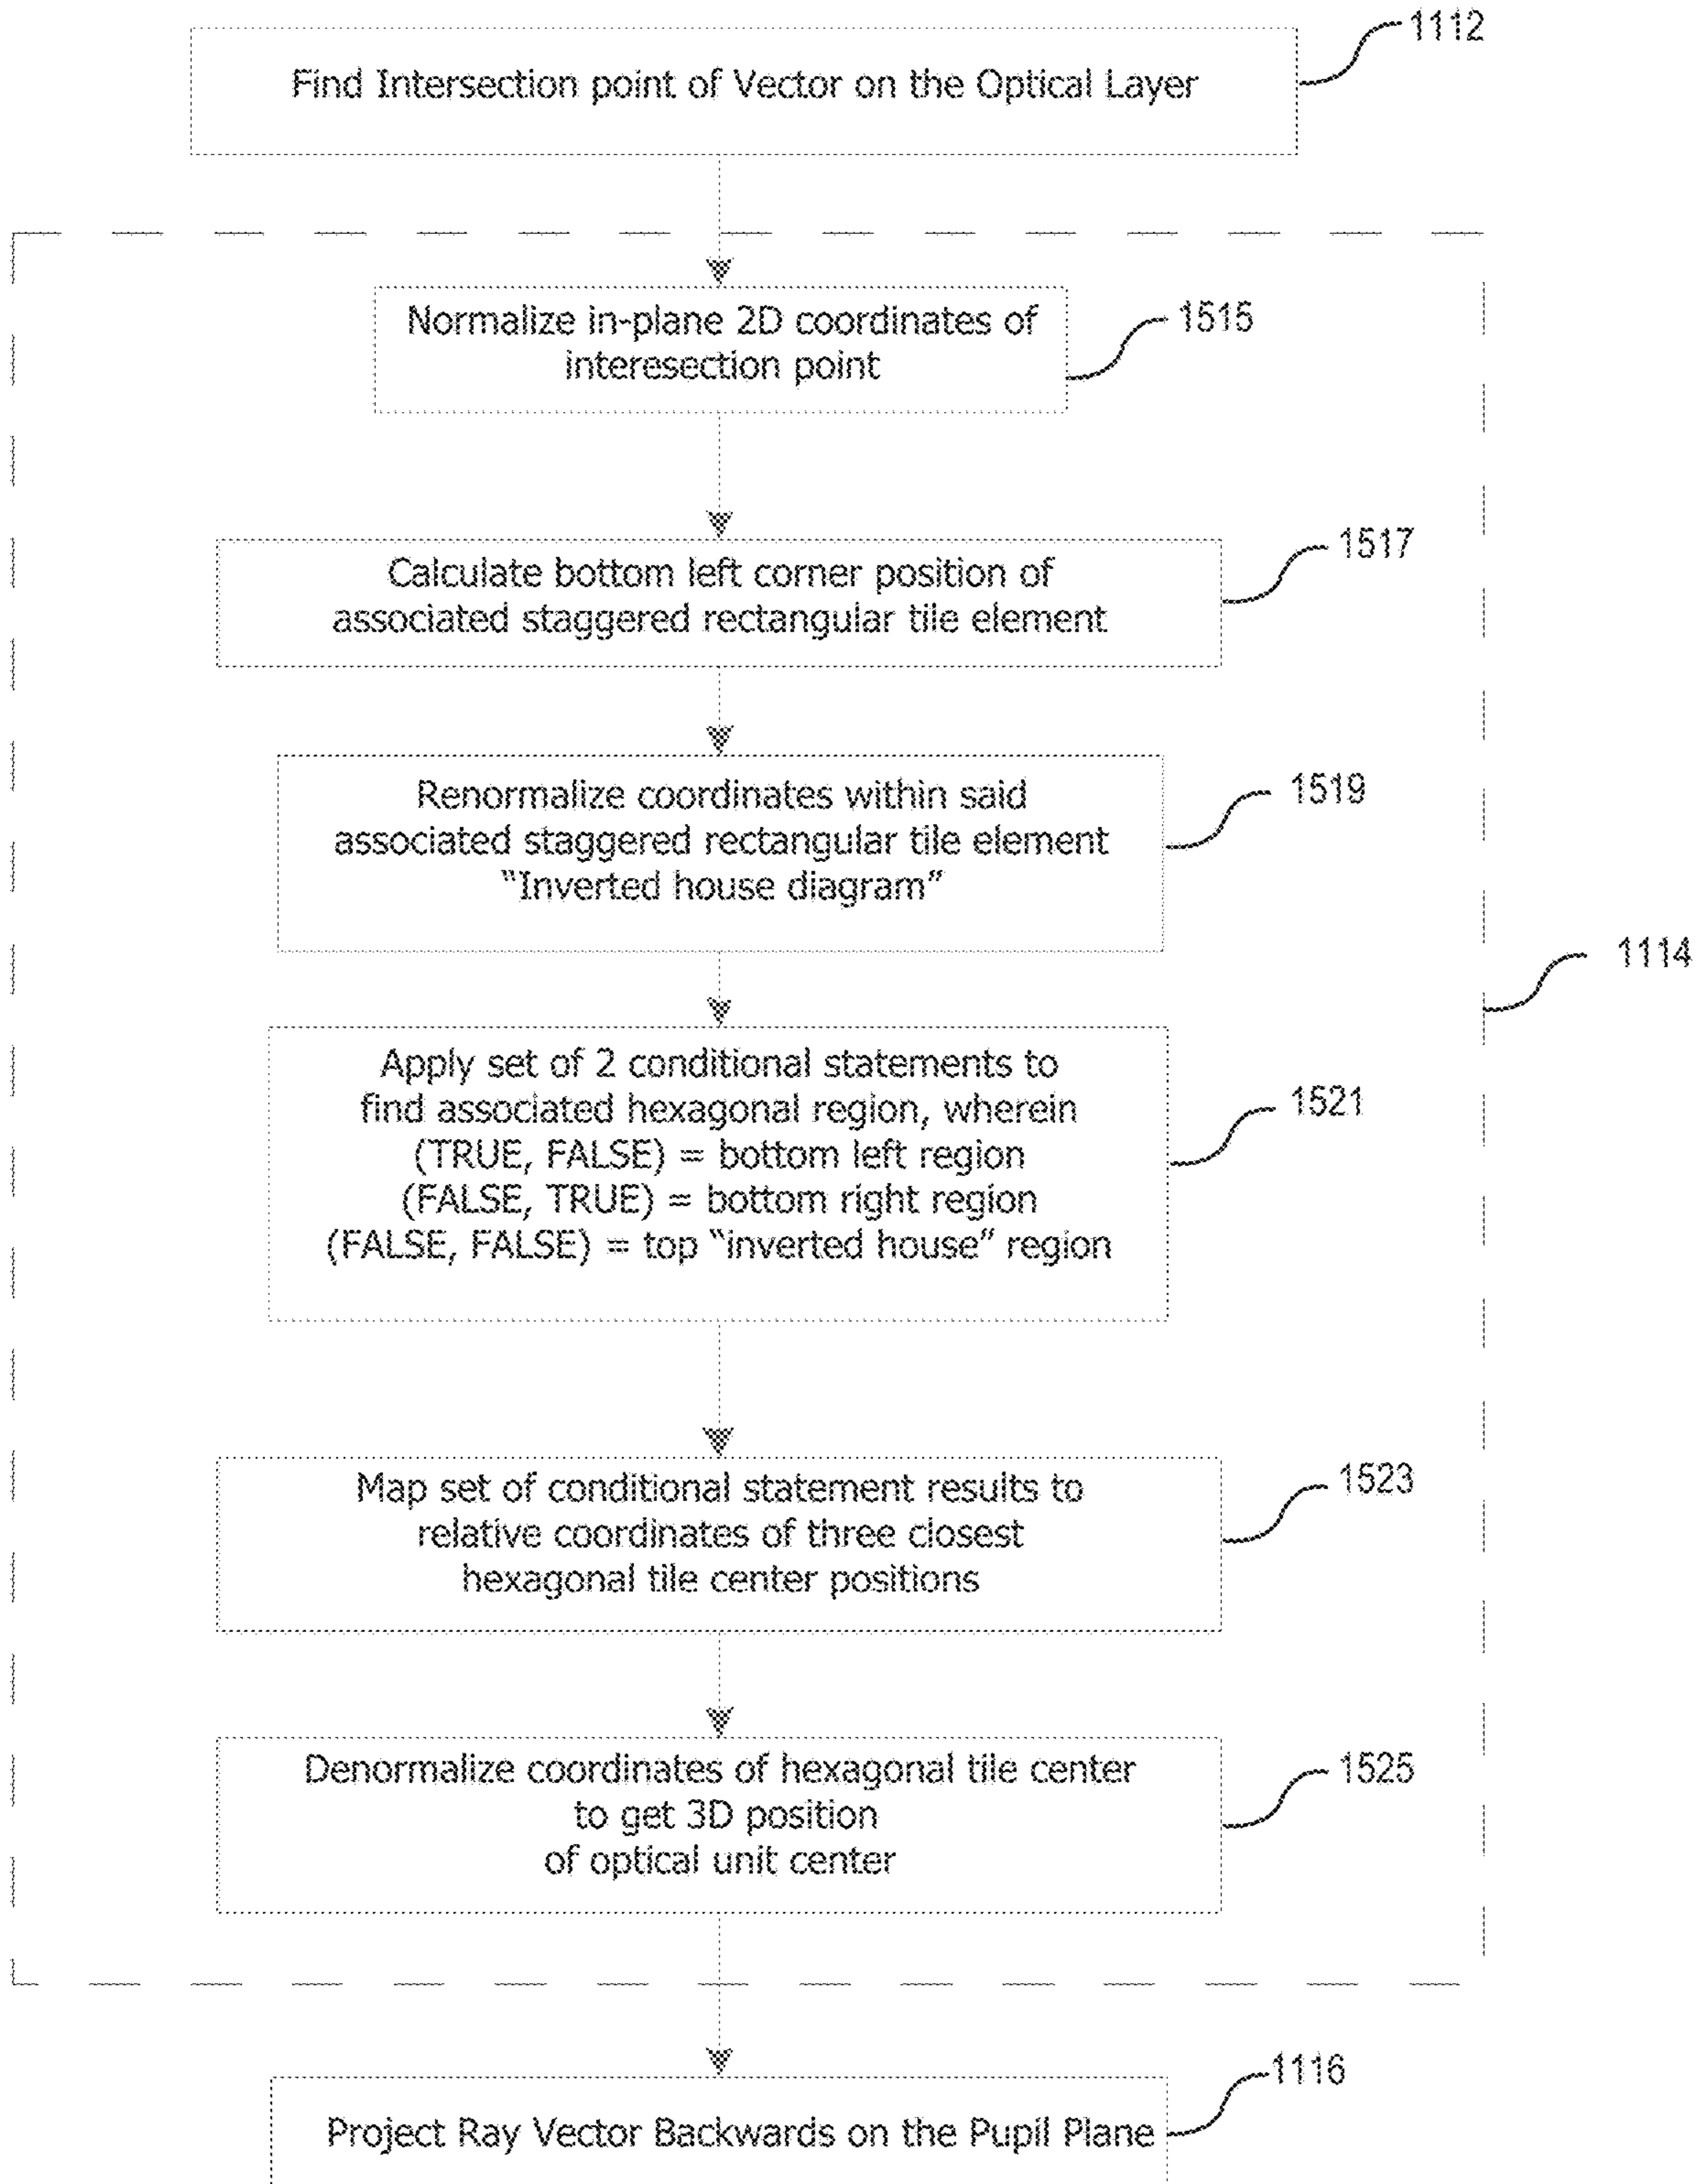 1112
Find Intersection point of Vector on the Optical Layer
Normalize in-plane 2D coordinates of
interesection point
1515
Calculate bottom left corner position of
associated staggered rectangular tile element
1517
Renormalize coordinates within said
associated staggered rectangular tile element
“Inverted house diagram”
1519
1114
Apply set of 2 conditional statements to
find associated hexagonal region, wherein
(TRUE, FALSE) = bottom left region
(FALSE, TRUE) = bottom right region
(FALSE, FALSE) = top “inverted house” region
1521
Map set of conditional statement results to
relative coordinates of three closest
hexagonal tile center positions
1523
Denormalize coordinates of hexagonal tile center
to get 3D position
of optical unit center
1525
1116
Project Ray Vector Backwards on the Pupil Plane